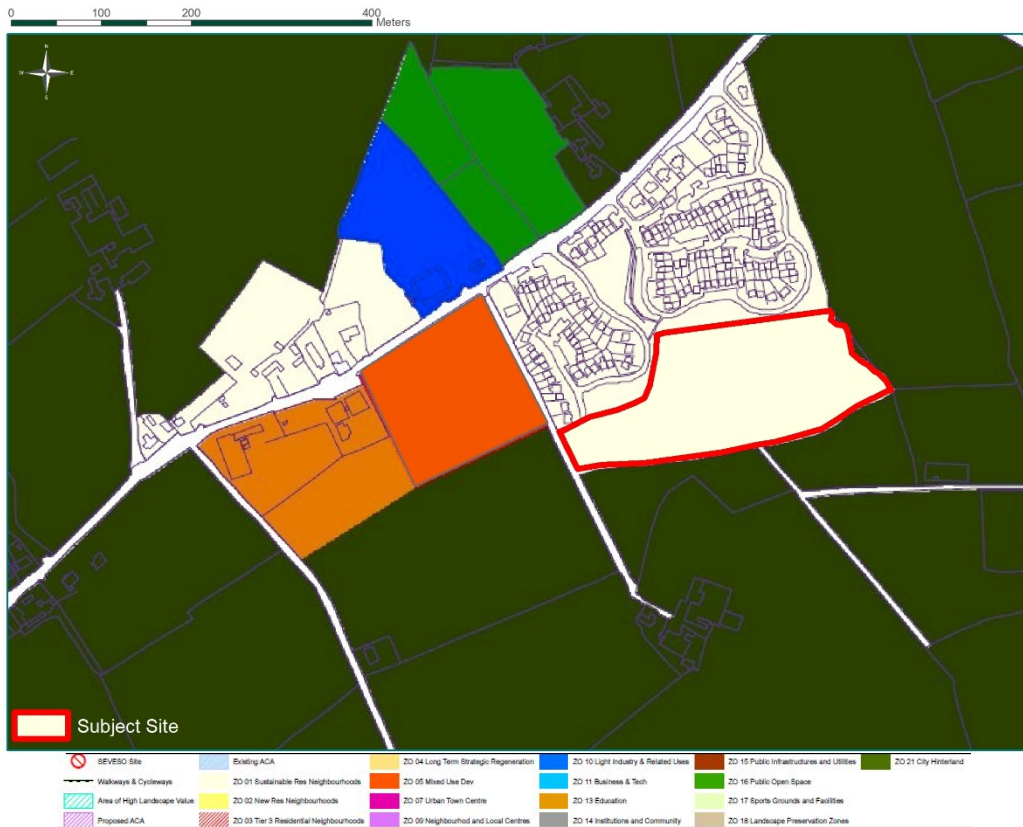 0 100 200 400
Meters
N
W E
S
Subject Site
SEVESO Site
Existing ACA
ZO 04 Long Term Strategic Regeneration
ZO 10 Light Industry & Related Uses
ZO 15 Public Infrastructures and Utilities
ZO 21 City Hinterland
Walkways & Cycleways
ZO 01 Sustainable Res Neighbourhoods
ZO 05 Mixed Use Dev
ZO 11 Business & Tech
ZO 16 Public Open Space
Area of High Landscape Value
ZO 02 New Res Neighbourhoods
ZO 07 Urban Town Centre
ZO 13 Education
ZO 17 Sports Grounds and Facilities
Proposed ACA
ZO 03 Tier 3 Residential Neighbourhoods
ZO 09 Neighbourhod and Local Centres
ZO 14 Institutions and Community
ZO 18 Landscape Preservation Zones